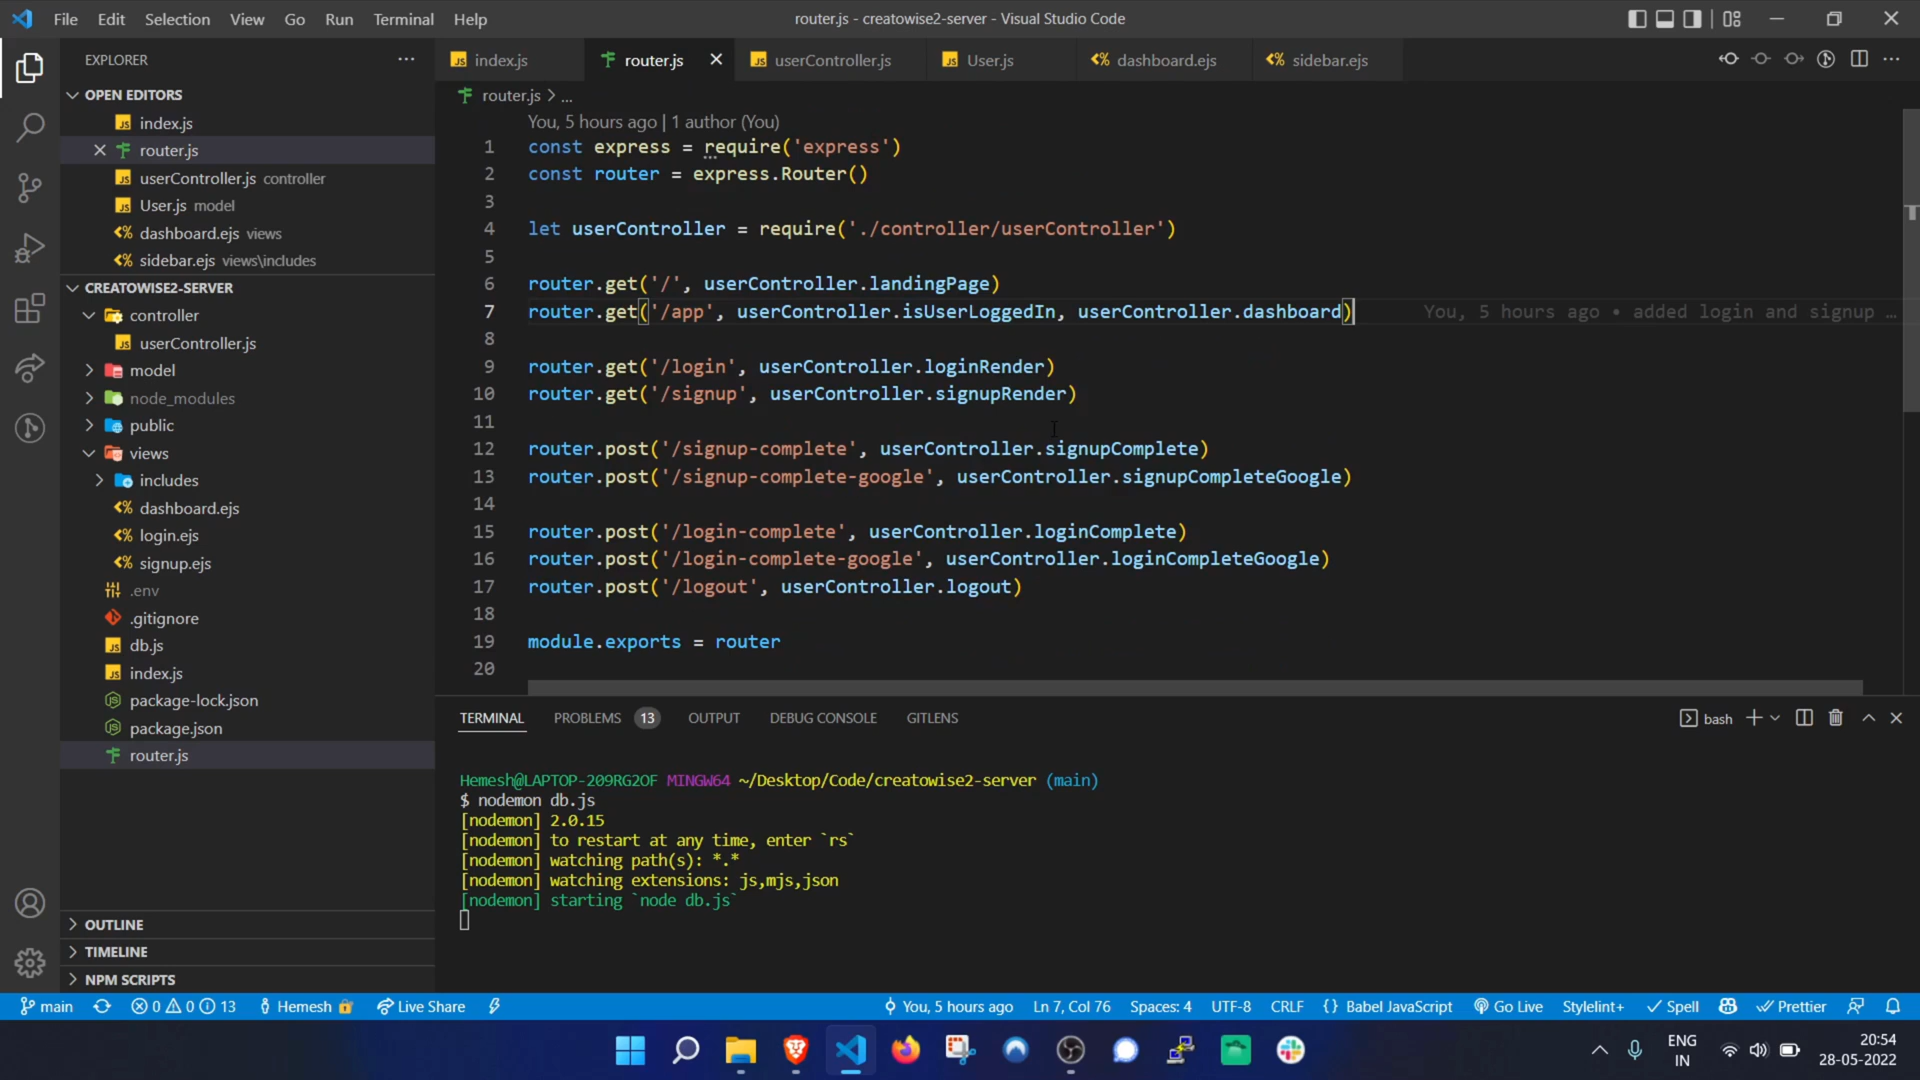 File Edit Selection View Go Run Terminal Help
router.js - creatowise2-server - Visual Studio Code
EXPLORER
OPEN EDITORS
index.js
router.js
userController.js controller
User.js model
dashboard.ejs views
sidebar.ejs views\includes
CREATOWISE2-SERVER
controller
userController.js
model
node_modules
public
views
includes
dashboard.ejs
login.ejs
signup.ejs
.env
.gitignore
db.js
index.js
package-lock.json
package.json
router.js
OUTLINE
TIMELINE
NPM SCRIPTS
index.js router.js userController.js User.js dashboard.ejs sidebar.ejs
router.js > ...
You, 5 hours ago | 1 author (You)
1 const express = require('express')
2 const router = express.Router()
3
4 let userController = require('./controller/userController')
5
6 router.get('/', userController.landingPage)
7 router.get('/app', userController.isUserLoggedIn, userController.dashboard) You, 5 hours ago • added login and signup …
8
9 router.get('/login', userController.loginRender)
10 router.get('/signup', userController.signupRender)
11
12 router.post('/signup-complete', userController.signupComplete)
13 router.post('/signup-complete-google', userController.signupCompleteGoogle)
14
15 router.post('/login-complete', userController.loginComplete)
16 router.post('/login-complete-google', userController.loginCompleteGoogle)
17 router.post('/logout', userController.logout)
18
19 module.exports = router
20
TERMINAL PROBLEMS 13 OUTPUT DEBUG CONSOLE GITLENS
bash
Hemesh@LAPTOP-209RG2OF MINGW64 ~/Desktop/Code/creatowise2-server (main)
$ nodemon db.js
[nodemon] 2.0.15
[nodemon] to restart at any time, enter `rs`
[nodemon] watching path(s): *.*
[nodemon] watching extensions: js,mjs,json
[nodemon] starting `node db.js`
main 0 0 13 Hemesh Live Share You, 5 hours ago Ln 7, Col 76 Spaces: 4 UTF-8 CRLF {} Babel JavaScript Go Live Stylelint+ Spell Prettier
ENG
IN
20:54
28-05-2022